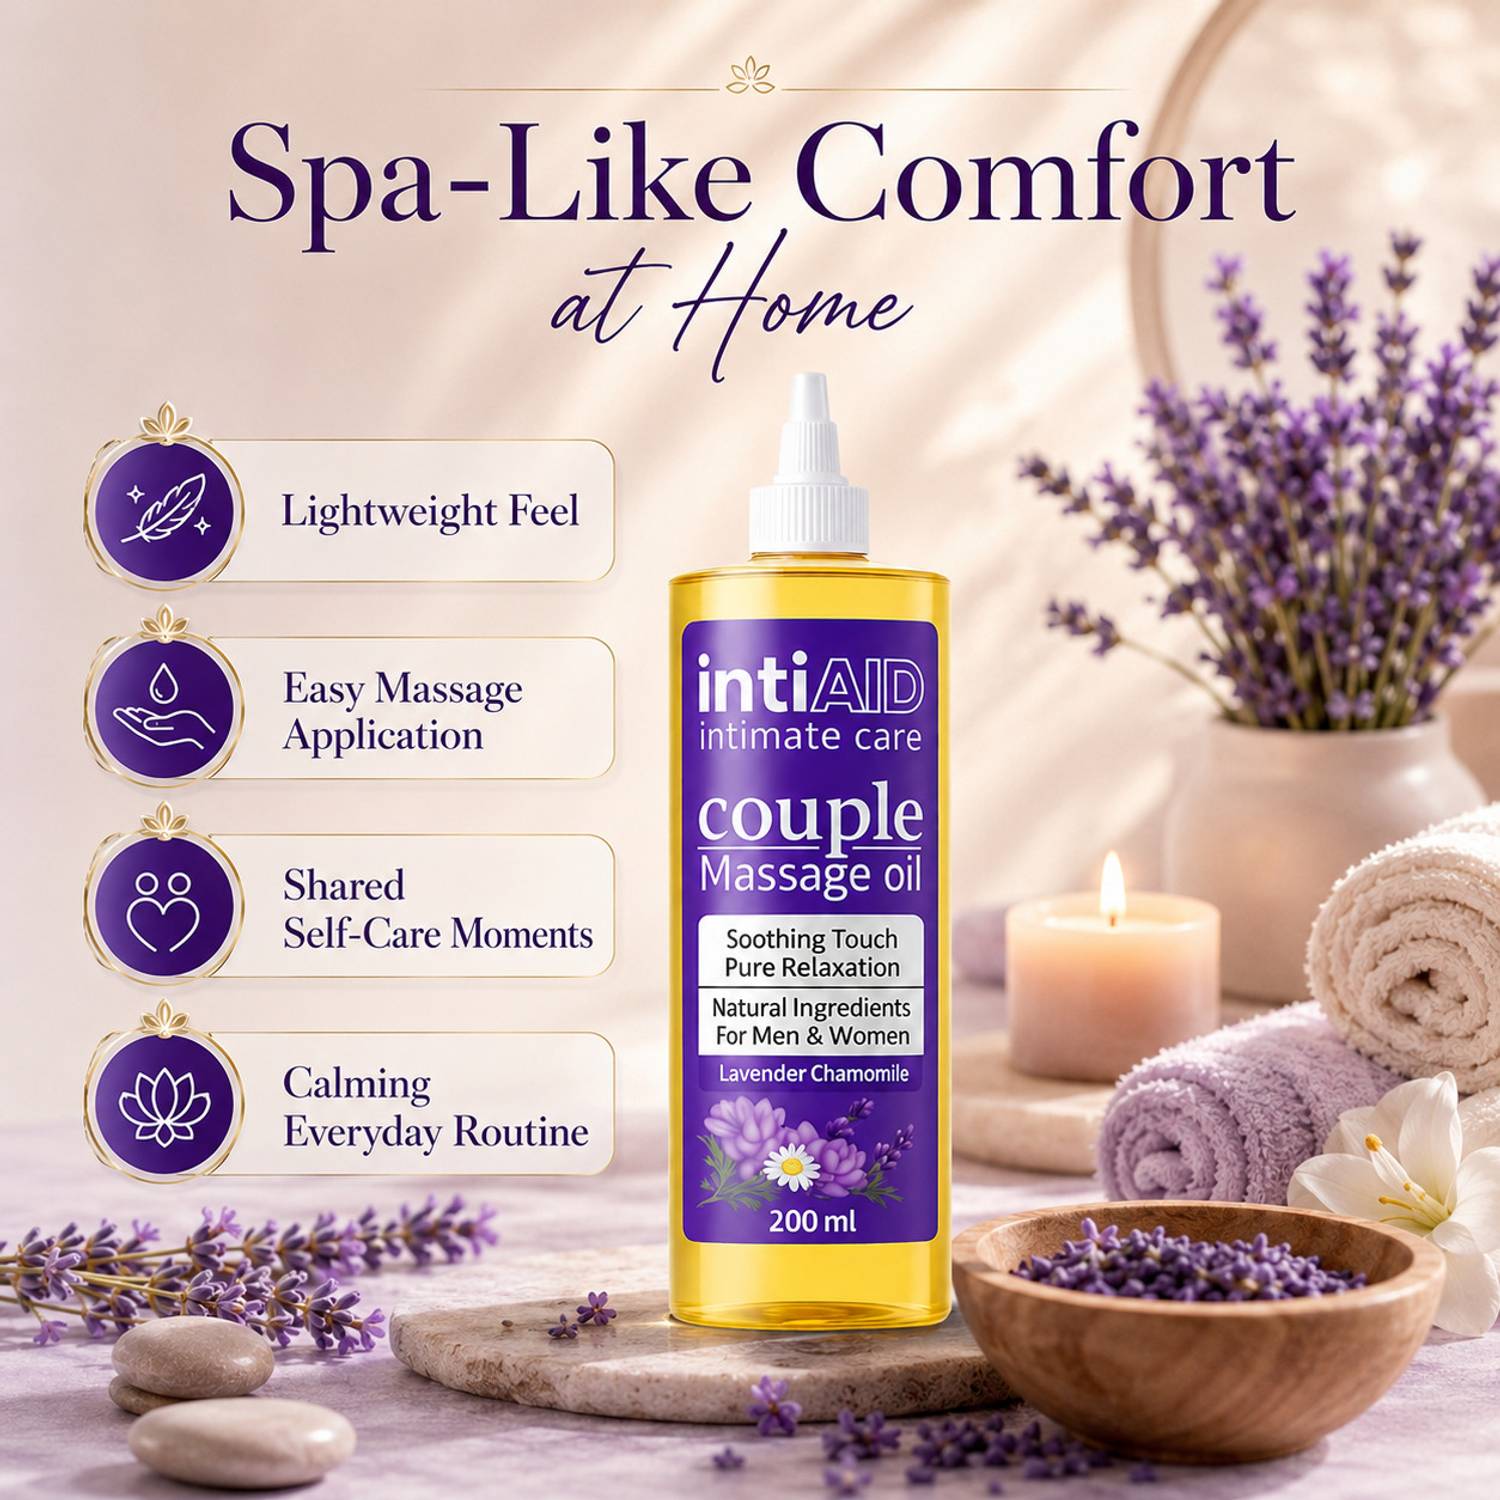 Spa-Like Comfort
at Home
Lightweight Feel
Easy Massage
Application
Shared
Self-Care Moments
Calming
Everyday Routine
intiAID
intimate care
couple
Massage oil
Soothing Touch
Pure Relaxation
Natural Ingredients
For Men & Women
Lavender Chamomile
200 ml